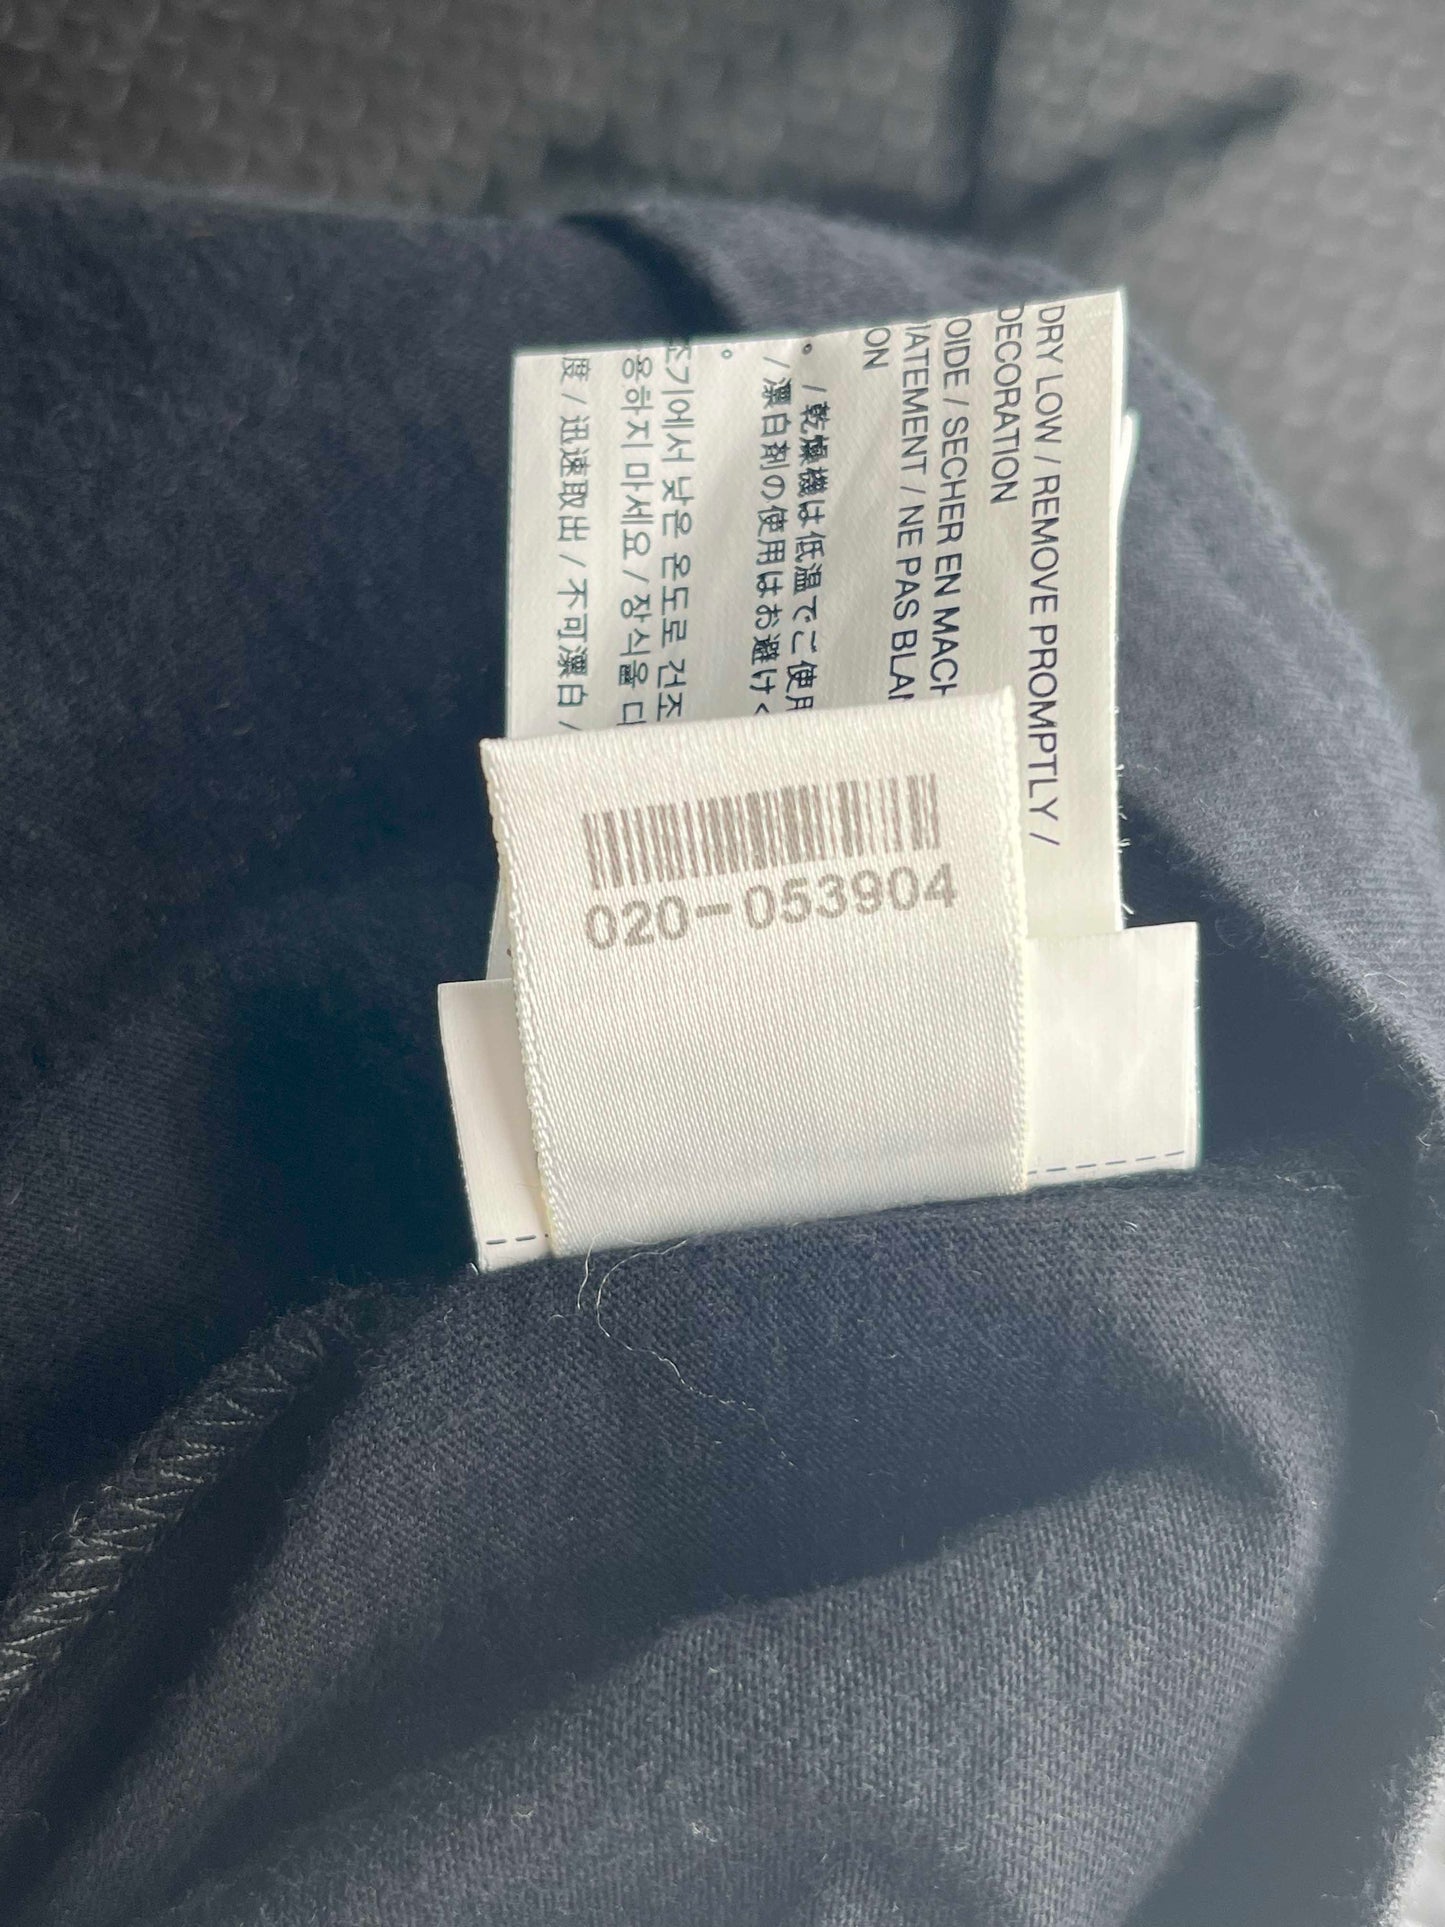 DRY LOW / REMOVE PROMPTLY /
DECORATION
OIDE / SECHER EN MACH
IATEMENT / NE PAS BLAN
ON
。/ 乾燥機は低温でご使用
/ 漂白剤の使用はお避けく
。
기에서 낮은 온도로 건조
용하지 마세요 / 장식을 다
度 / 迅速取出 / 不可漂白 /
020-053904